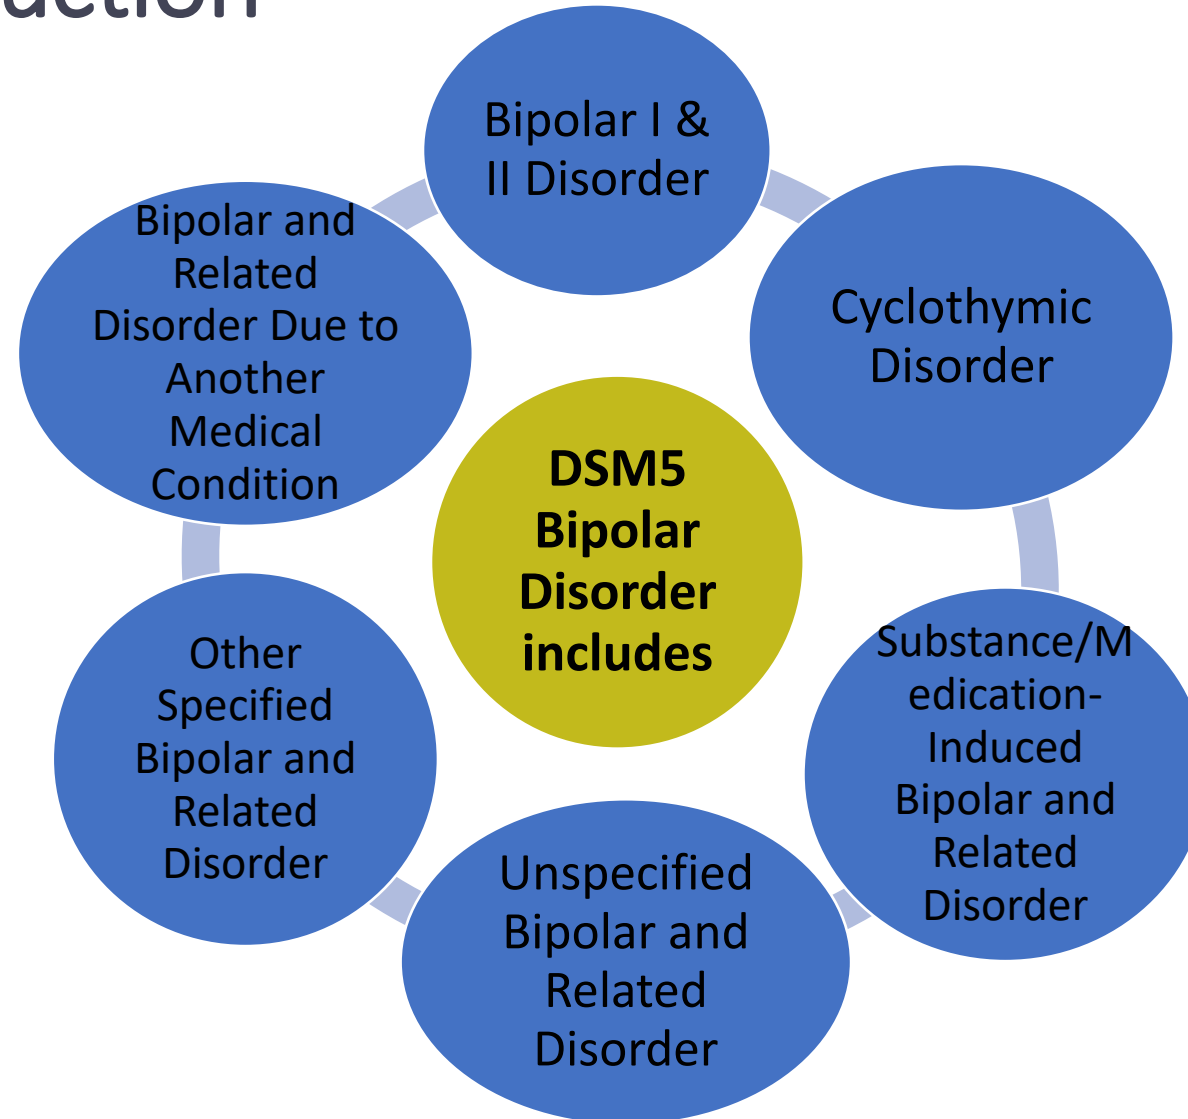 uction
Bipolar I &
II Disorder
Cyclothymic
Disorder
Substance/M
edication-
Induced
Bipolar and
Related
Disorder
Unspecified
Bipolar and
Related
Disorder
Other
Specified
Bipolar and
Related
Disorder
Bipolar and
Related
Disorder Due to
Another
Medical
Condition
DSM5
Bipolar
Disorder
includes